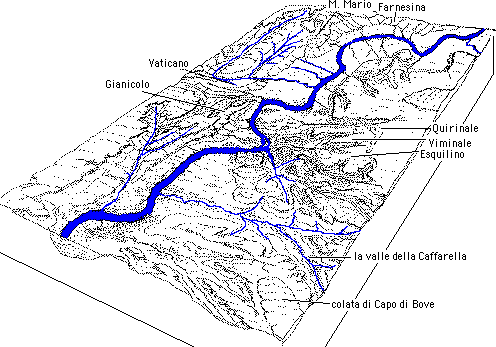 M. Mario
Farnesina
Vaticano
Gianicolo
Quirinale
Viminale
Esquilino
la valle della Caffarella
colata di Capo di Bove